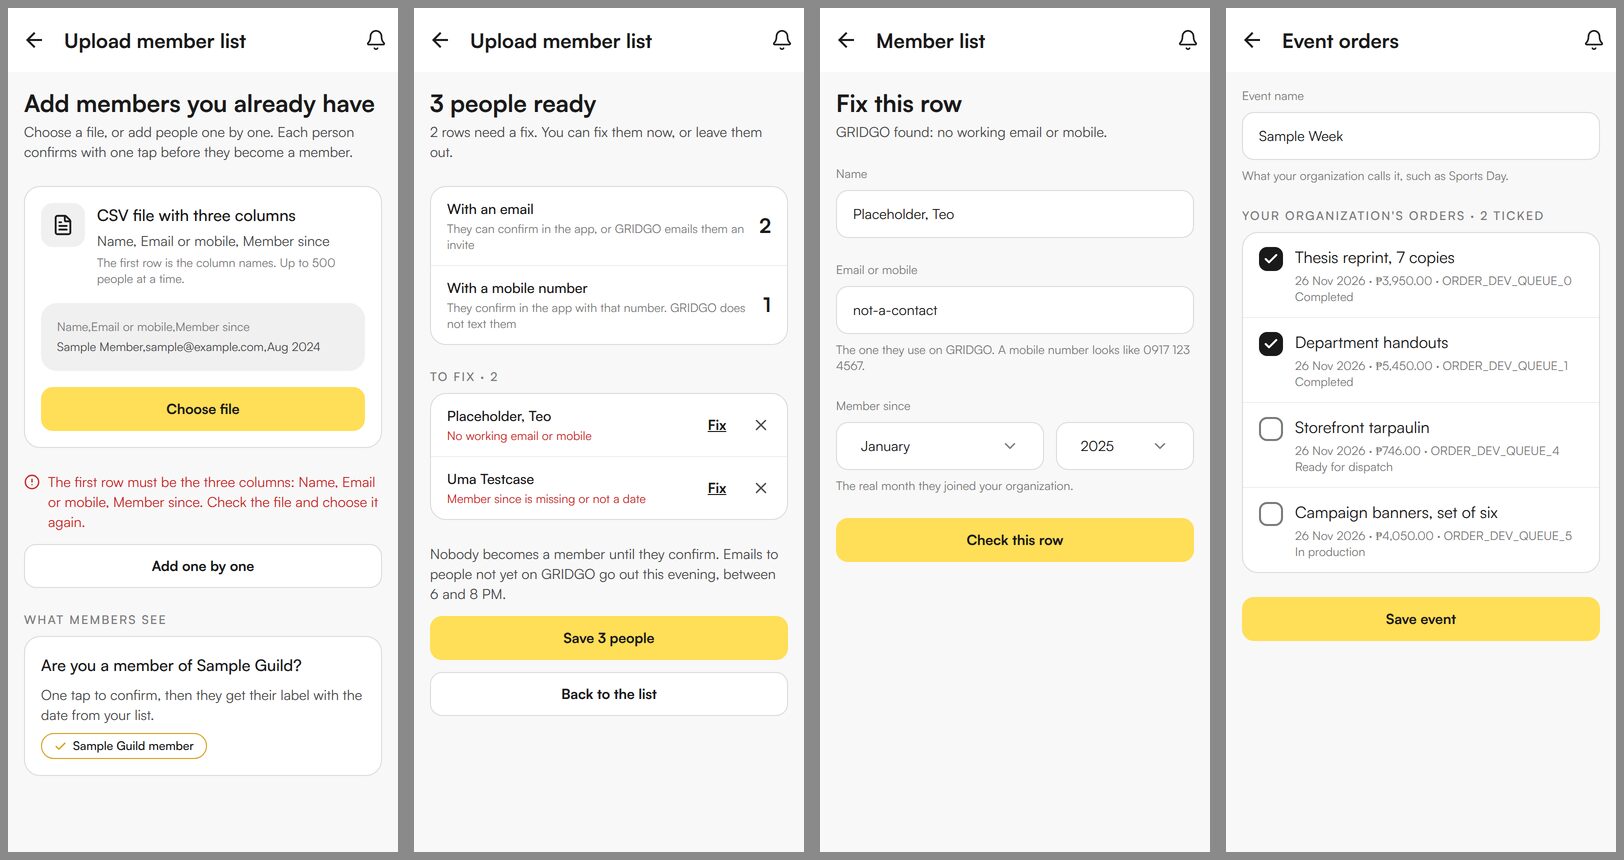 Upload member list
Add members you already have
Choose a file, or add people one by one. Each person
confirms with one tap before they become a member.
CSV file with three columns
Name, Email or mobile, Member since
The first row is the column names. Up to 500
people at a time.
Name,Email or mobile,Member since
Sample Member,sample@example.com,Aug 2024
Choose file
The first row must be the three columns: Name, Email
or mobile, Member since. Check the file and choose it
again.
Add one by one
WHAT MEMBERS SEE
Are you a member of Sample Guild?
One tap to confirm, then they get their label with the
date from your list.
Sample Guild member
Upload member list
3 people ready
2 rows need a fix. You can fix them now, or leave them
out.
With an email
They can confirm in the app, or GRIDGO emails them an
invite
2
With a mobile number
They confirm in the app with that number. GRIDGO does
not text them
1
TO FIX • 2
Placeholder, Teo
No working email or mobile
Fix
Uma Testcase
Member since is missing or not a date
Fix
Nobody becomes a member until they confirm. Emails to
people not yet on GRIDGO go out this evening, between
6 and 8 PM.
Save 3 people
Back to the list
Member list
Fix this row
GRIDGO found: no working email or mobile.
Name
Placeholder, Teo
Email or mobile
not-a-contact
The one they use on GRIDGO. A mobile number looks like 0917 123
4567.
Member since
January
2025
The real month they joined your organization.
Check this row
Event orders
Event name
Sample Week
What your organization calls it, such as Sports Day.
YOUR ORGANIZATION'S ORDERS • 2 TICKED
Thesis reprint, 7 copies
26 Nov 2026 • ₱3,950.00 • ORDER_DEV_QUEUE_0
Completed
Department handouts
26 Nov 2026 • ₱5,450.00 • ORDER_DEV_QUEUE_1
Completed
Storefront tarpaulin
26 Nov 2026 • ₱746.00 • ORDER_DEV_QUEUE_4
Ready for dispatch
Campaign banners, set of six
26 Nov 2026 • ₱4,050.00 • ORDER_DEV_QUEUE_5
In production
Save event